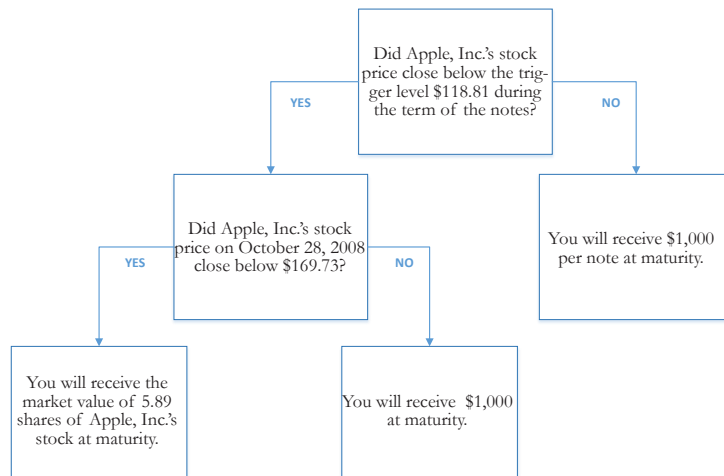 Did Apple, Inc.'s stock
price close below the trig-
ger level $118.81 during
the term of the notes?
YES
NO
Did Apple, Inc.'s stock
price on October 28, 2008
close below $169.73?
You will receive $1,000
per note at maturity.
YES
NO
You will receive the
market value of 5.89
shares of Apple, Inc.'s
stock at maturity.
You will receive $1,000
at maturity.